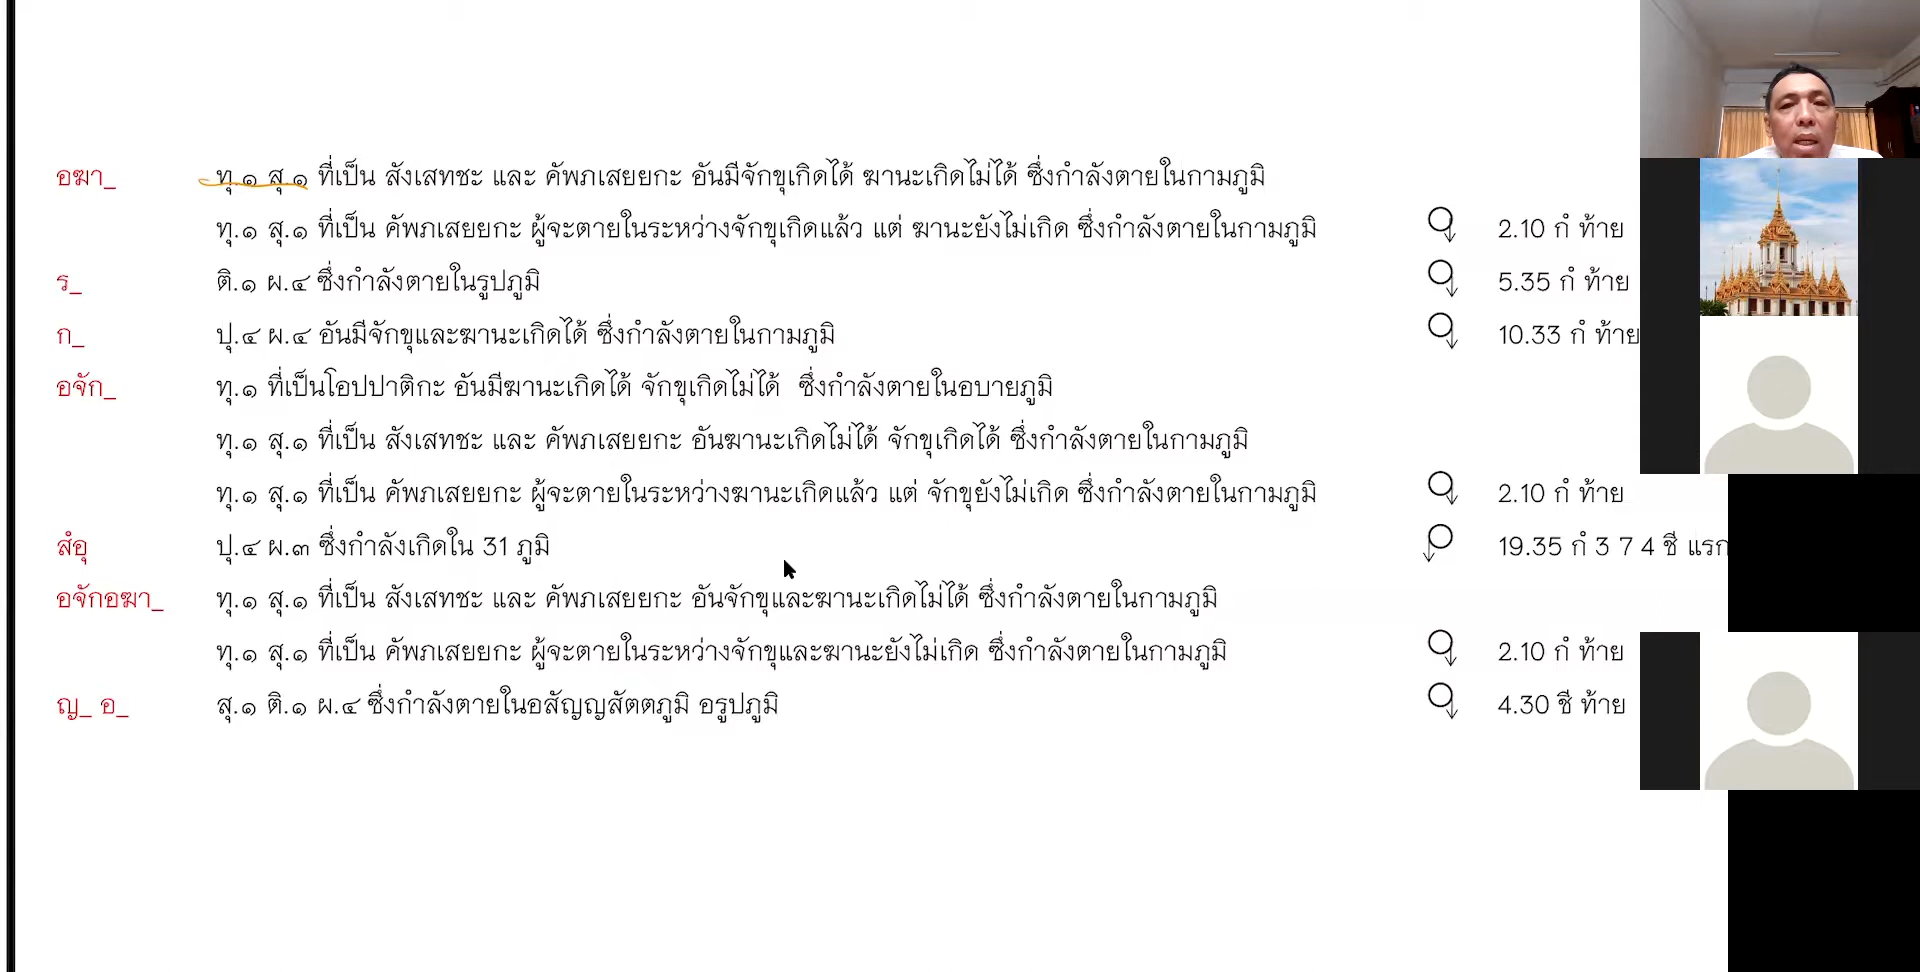 อฆา_ ทุ.๑ สุ.๑ ที่เป็น สังเสทชะ และ คัพภเสยยกะ อันมีจักขุเกิดได้ ฆานะเกิดไม่ได้ ซึ่งกำลังตายในกามภูมิ
ทุ.๑ สุ.๑ ที่เป็น คัพภเสยยกะ ผู้จะตายในระหว่างจักขุเกิดแล้ว แต่ ฆานะยังไม่เกิด ซึ่งกำลังตายในกามภูมิ 2.10 กํ ท้าย
ร_ ติ.๑ ผ.๔ ซึ่งกำลังตายในรูปภูมิ 5.35 กํ ท้าย
ก_ ปุ.๔ ผ.๔ อันมีจักขุและฆานะเกิดได้ ซึ่งกำลังตายในกามภูมิ 10.33 กํ ท้าย
อจัก_ ทุ.๑ ที่เป็นโอปปาติกะ อันมีฆานะเกิดได้ จักขุเกิดไม่ได้ ซึ่งกำลังตายในอบายภูมิ
ทุ.๑ สุ.๑ ที่เป็น สังเสทชะ และ คัพภเสยยกะ อันฆานะเกิดไม่ได้ จักขุเกิดได้ ซึ่งกำลังตายในกามภูมิ
ทุ.๑ สุ.๑ ที่เป็น คัพภเสยยกะ ผู้จะตายในระหว่างฆานะเกิดแล้ว แต่ จักขุยังไม่เกิด ซึ่งกำลังตายในกามภูมิ 2.10 กํ ท้าย
สํอุ ปุ.๔ ผ.๓ ซึ่งกำลังเกิดใน 31 ภูมิ 19.35 กํ 3 7 4 ชี แรก
อจักอฆา_ ทุ.๑ สุ.๑ ที่เป็น สังเสทชะ และ คัพภเสยยกะ อันจักขุและฆานะเกิดไม่ได้ ซึ่งกำลังตายในกามภูมิ
ทุ.๑ สุ.๑ ที่เป็น คัพภเสยยกะ ผู้จะตายในระหว่างจักขุและฆานะยังไม่เกิด ซึ่งกำลังตายในกามภูมิ 2.10 กํ ท้าย
ญ_ อ_ สุ.๑ ติ.๑ ผ.๔ ซึ่งกำลังตายในอสัญญสัตตภูมิ อรูปภูมิ 4.30 ชี ท้าย